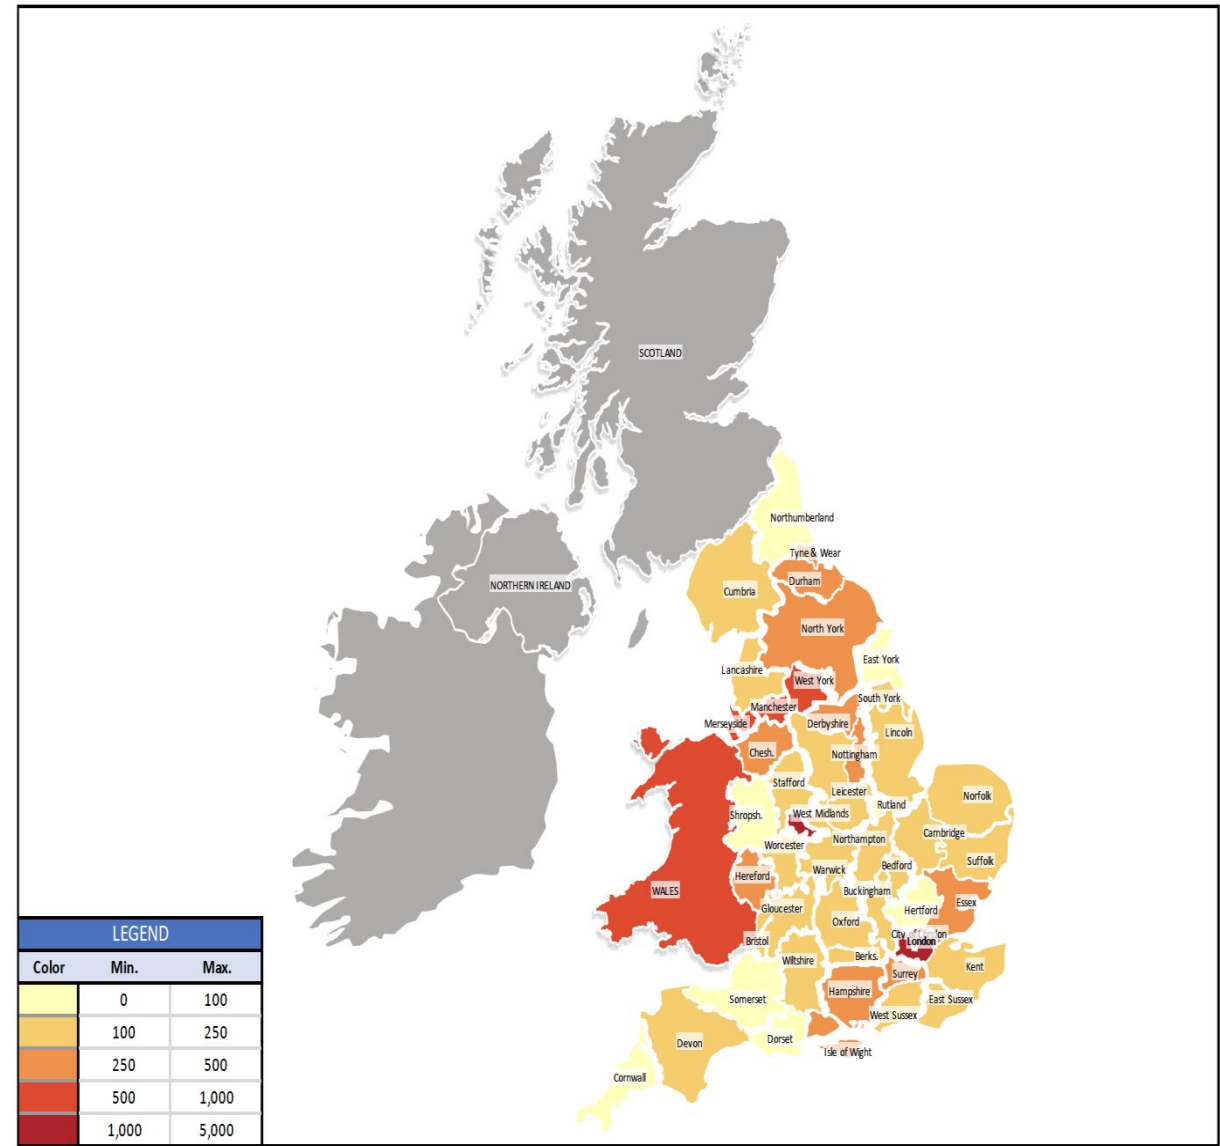 SCOTLAND
Northumberland
Tyne & Wear
NORTHERN IRELAND
Durham
Cumbria
North York
East York
Lancashire
West York
South York
Manchester
Merseyside
Derbyshire
Lincoln
Chesh.
Nottingham
Stafford
Leicester
Norfolk
Rutland
Shropsh.
West Midlands
Cambridge
Northampton
Worcester
Suffolk
Bedford
Warwick
Hereford
WALES
Buckingham
Essex
Gloucester
Hertford
Oxford
City of London
London
Bristol
Berks.
Wiltshire
Kent
Surrey
Hampshire
Somerset
East Sussex
West Sussex
Dorset
Devon
Isle of Wight
Cornwall
LEGEND
Color Min. Max.
0 100
100 250
250 500
500 1,000
1,000 5,000